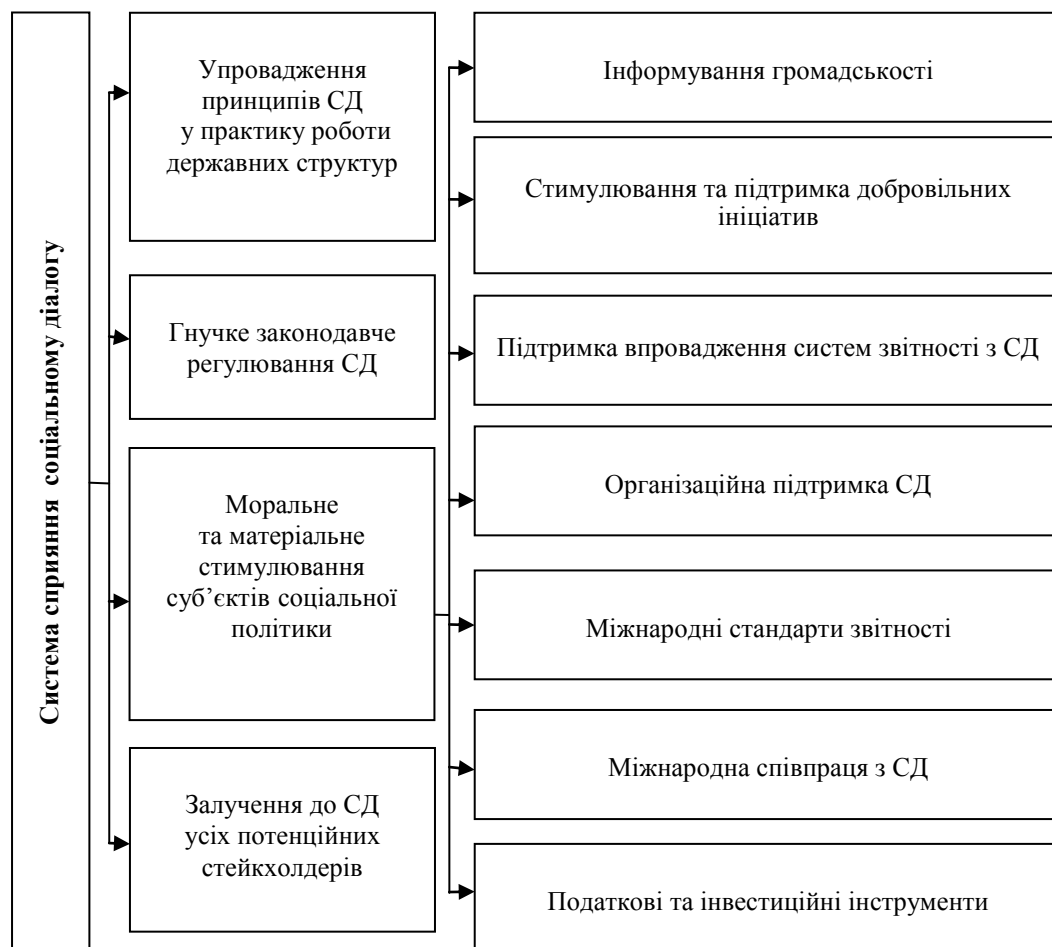 Система сприяння соціальному діалогу
Упровадження
принципів СД
у практику роботи
державних структур
Гнучке законодавче
регулювання СД
Моральне
та матеріальне
стимулювання
суб’єктів соціальної
політики
Залучення до СД
усіх потенційних
стейкхолдерів
Інформування громадськості
Стимулювання та підтримка добровільних
ініціатив
Підтримка впровадження систем звітності з СД
Організаційна підтримка СД
Міжнародні стандарти звітності
Міжнародна співпраця з СД
Податкові та інвестиційні інструменти